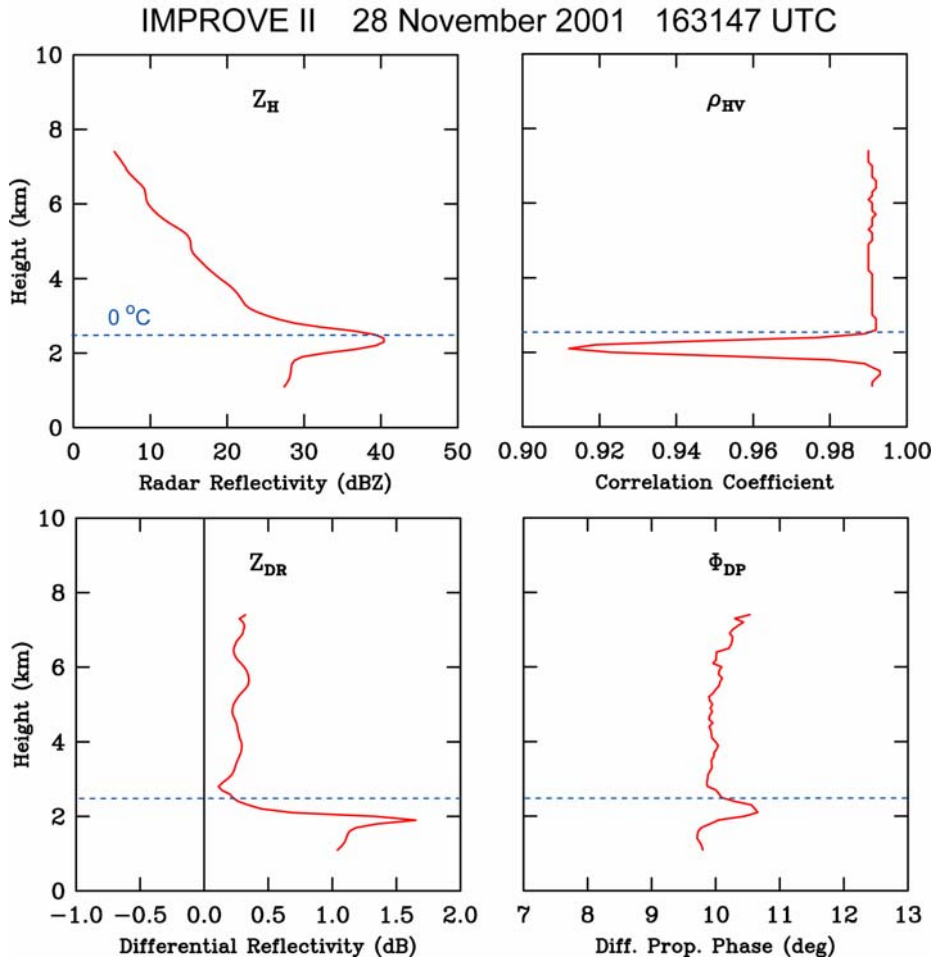 IMPROVE II 28 November 2001 163147 UTC
10
8
6
4
2
0
Height (km)
Z_H
0 °C
0 10 20 30 40 50
Radar Reflectivity (dBZ)
ρ_HV
0.90 0.92 0.94 0.96 0.98 1.00
Correlation Coefficient
10
8
6
4
2
0
Height (km)
Z_DR
-1.0 -0.5 0.0 0.5 1.0 1.5 2.0
Differential Reflectivity (dB)
Φ_DP
7 8 9 10 11 12 13
Diff. Prop. Phase (deg)